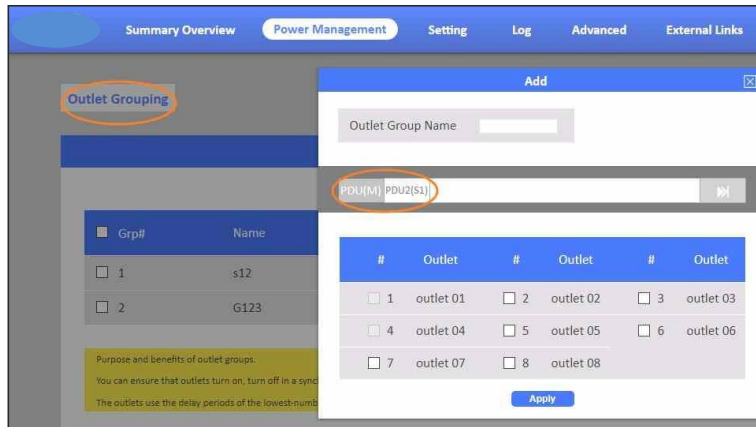 Summary Overview Power Management Setting Log Advanced External Links
Add
Outlet Grouping
Outlet Group Name
PDU(M) PDU2(S1)
Grp# Name
# Outlet # Outlet # Outlet
1 s12
1 outlet 01 2 outlet 02 3 outlet 03
2 G123
4 outlet 04 5 outlet 05 6 outlet 06
7 outlet 07 8 outlet 08
Purpose and benefits of outlet groups.
You can ensure that outlets turn on, turn off in a
The outlets use the delay periods of the
Apply